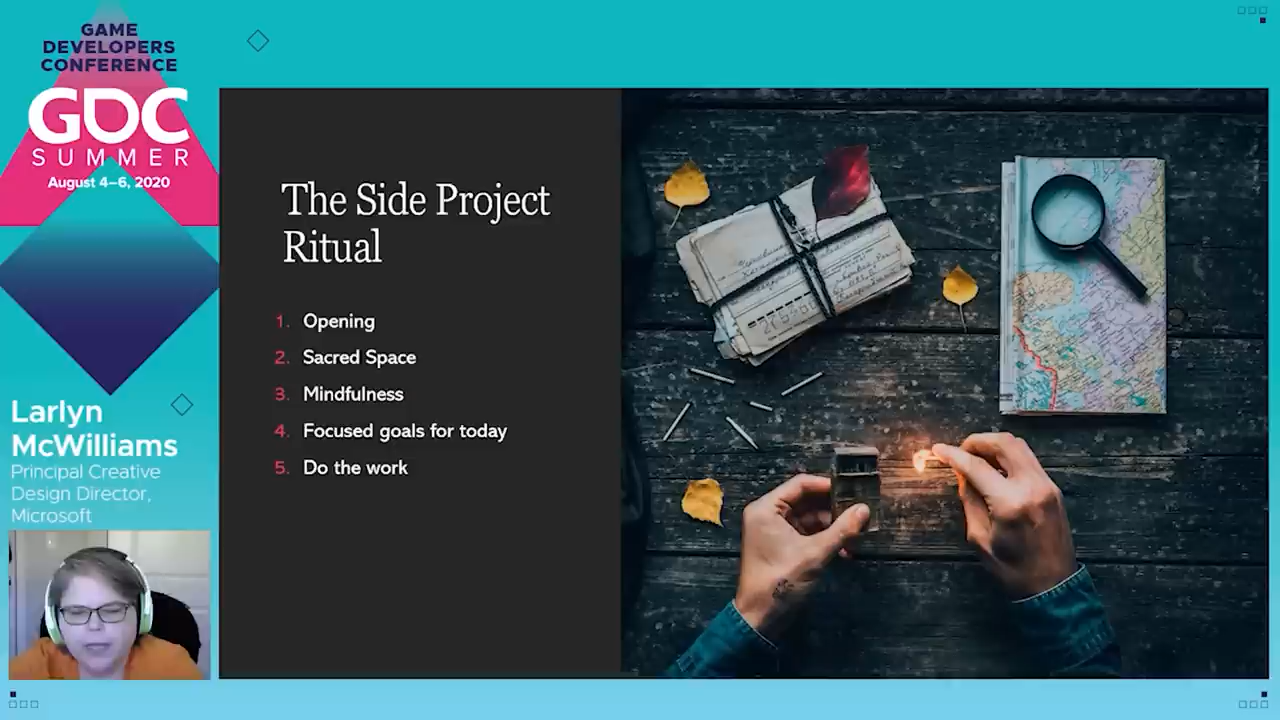 GAME
DEVELOPERS
CONFERENCE
GDC
SUMMER
August 4–6, 2020
Larlyn
McWilliams
Principal Creative
Design Director,
Microsoft
The Side Project
Ritual
1. Opening
2. Sacred Space
3. Mindfulness
4. Focused goals for today
5. Do the work